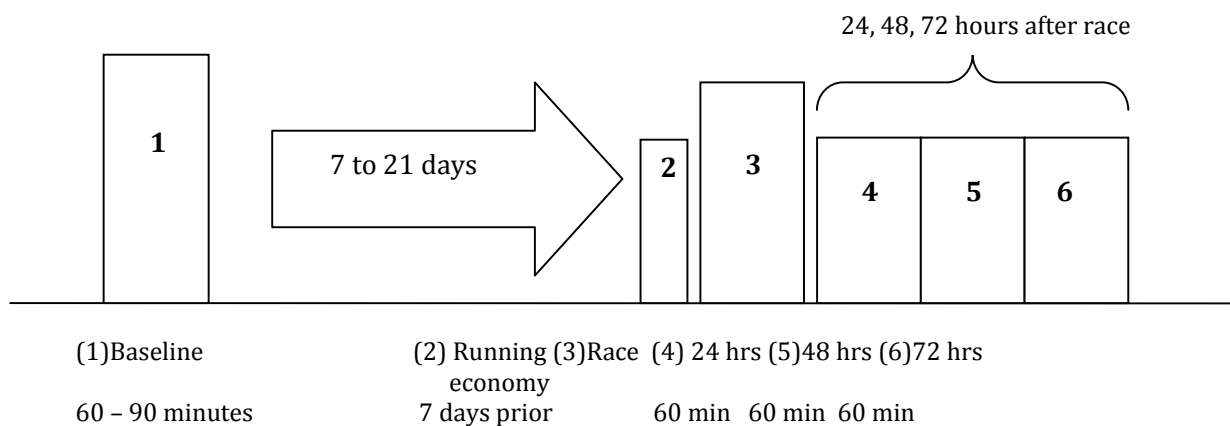 24, 48, 72 hours after race
1
7 to 21 days
2
3
4
5
6
(1)Baseline (2) Running (3)Race (4) 24 hrs (5)48 hrs (6)72 hrs
economy
60 – 90 minutes 7 days prior 60 min 60 min 60 min